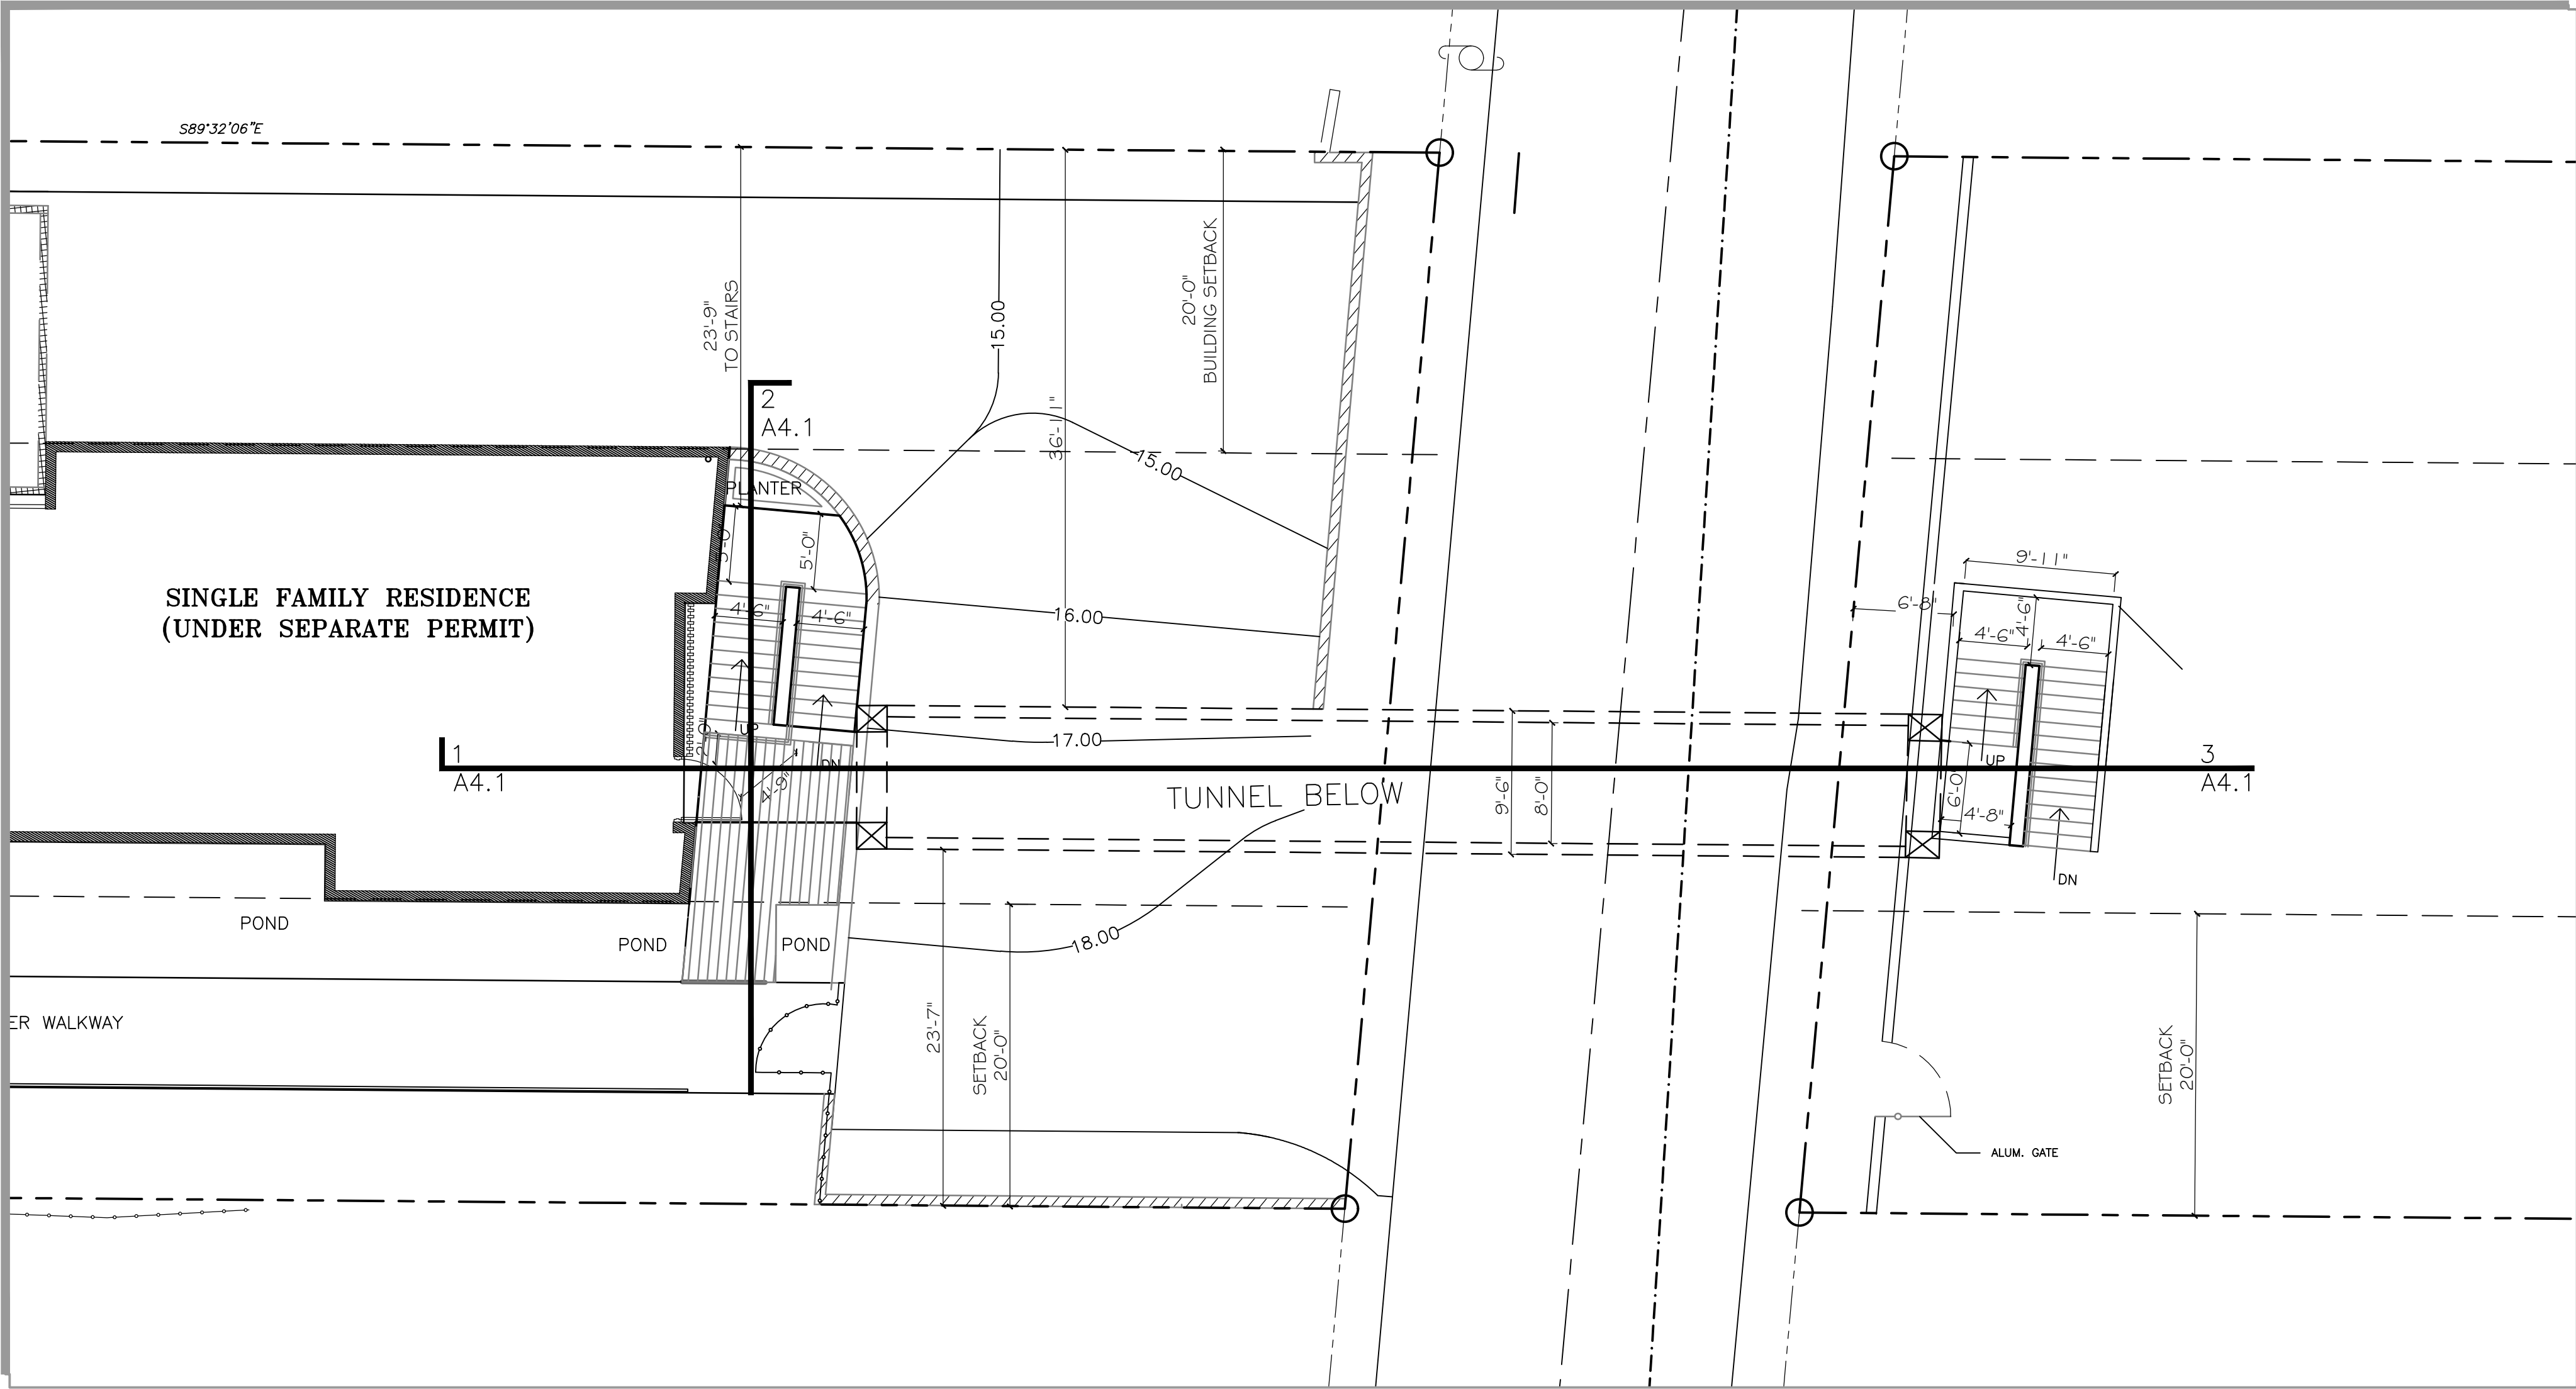 S89°32'06"E
23'-9"
TO STAIRS
15.00
36'-11"
20'-0"
BUILDING SETBACK
2
A4.1
15.00
PLANTER
5'-0"
5'-0"
SINGLE FAMILY RESIDENCE
(UNDER SEPARATE PERMIT)
4'-6"
4'-6"
16.00
9'-11"
6'-8"
4'-6"
4'-6"
4'-6"
UP
DN
17.00
1
A4.1
4'-9"
TUNNEL BELOW
9'-6"
8'-0"
UP
6'-0"
4'-8"
3
A4.1
DN
POND
POND
POND
18.00
ER WALKWAY
23'-7"
SETBACK
20'-0"
SETBACK
20'-0"
ALUM. GATE